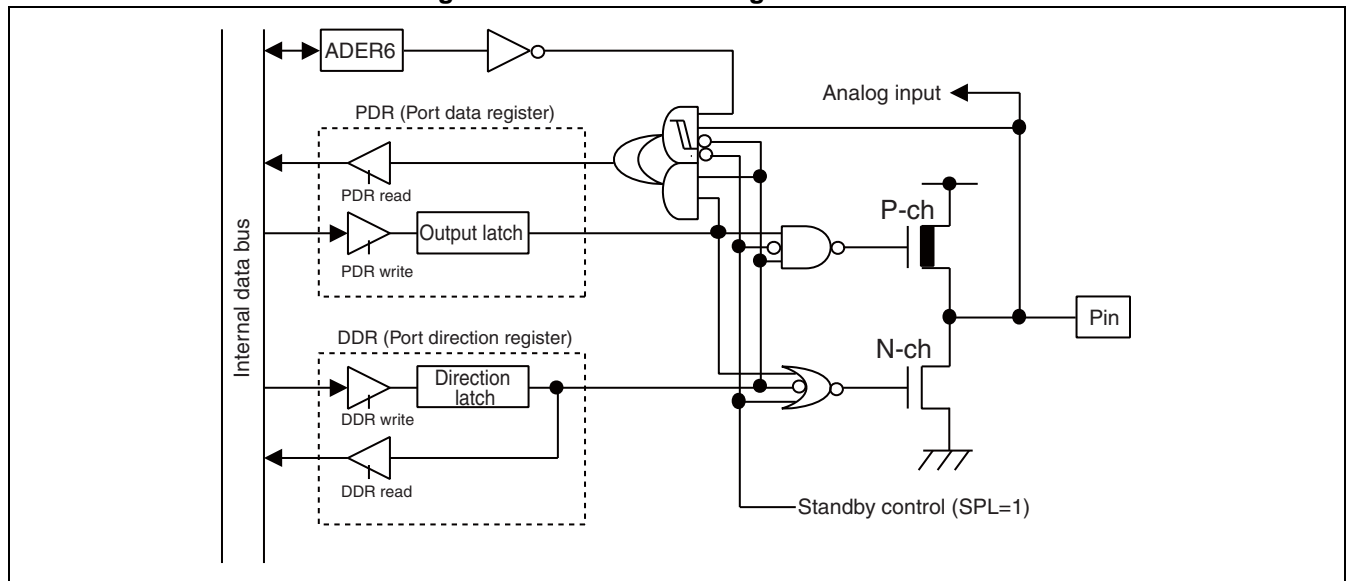 ADER6
Analog input
PDR (Port data register)
PDR read
P-ch
Output latch
PDR write
Internal data bus
DDR (Port direction register)
N-ch
Pin
Direction
latch
DDR write
DDR read
Standby control (SPL=1)